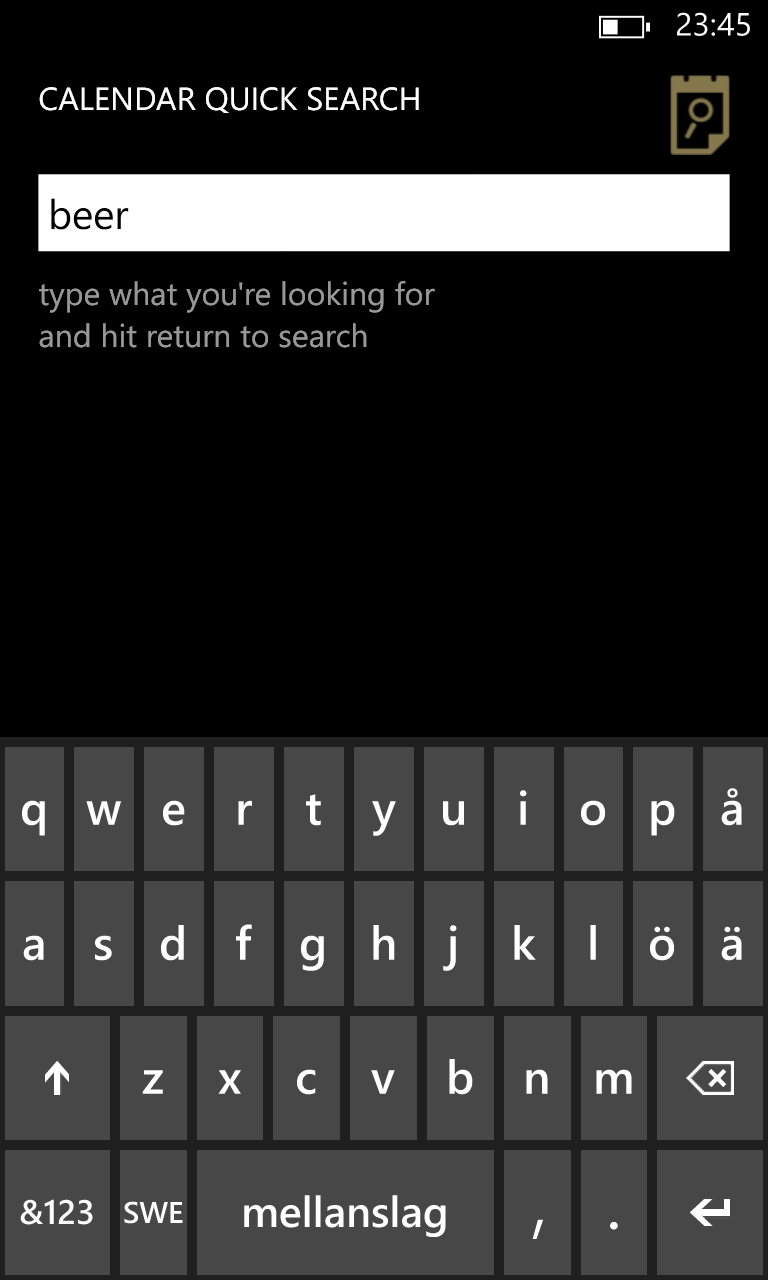 23:45
CALENDAR QUICK SEARCH
beer
type what you're looking for
and hit return to search
q w e r t y u i o p å
a s d f g h j k l ö ä
z x c v b n m
&123 SWE mellanslag , .